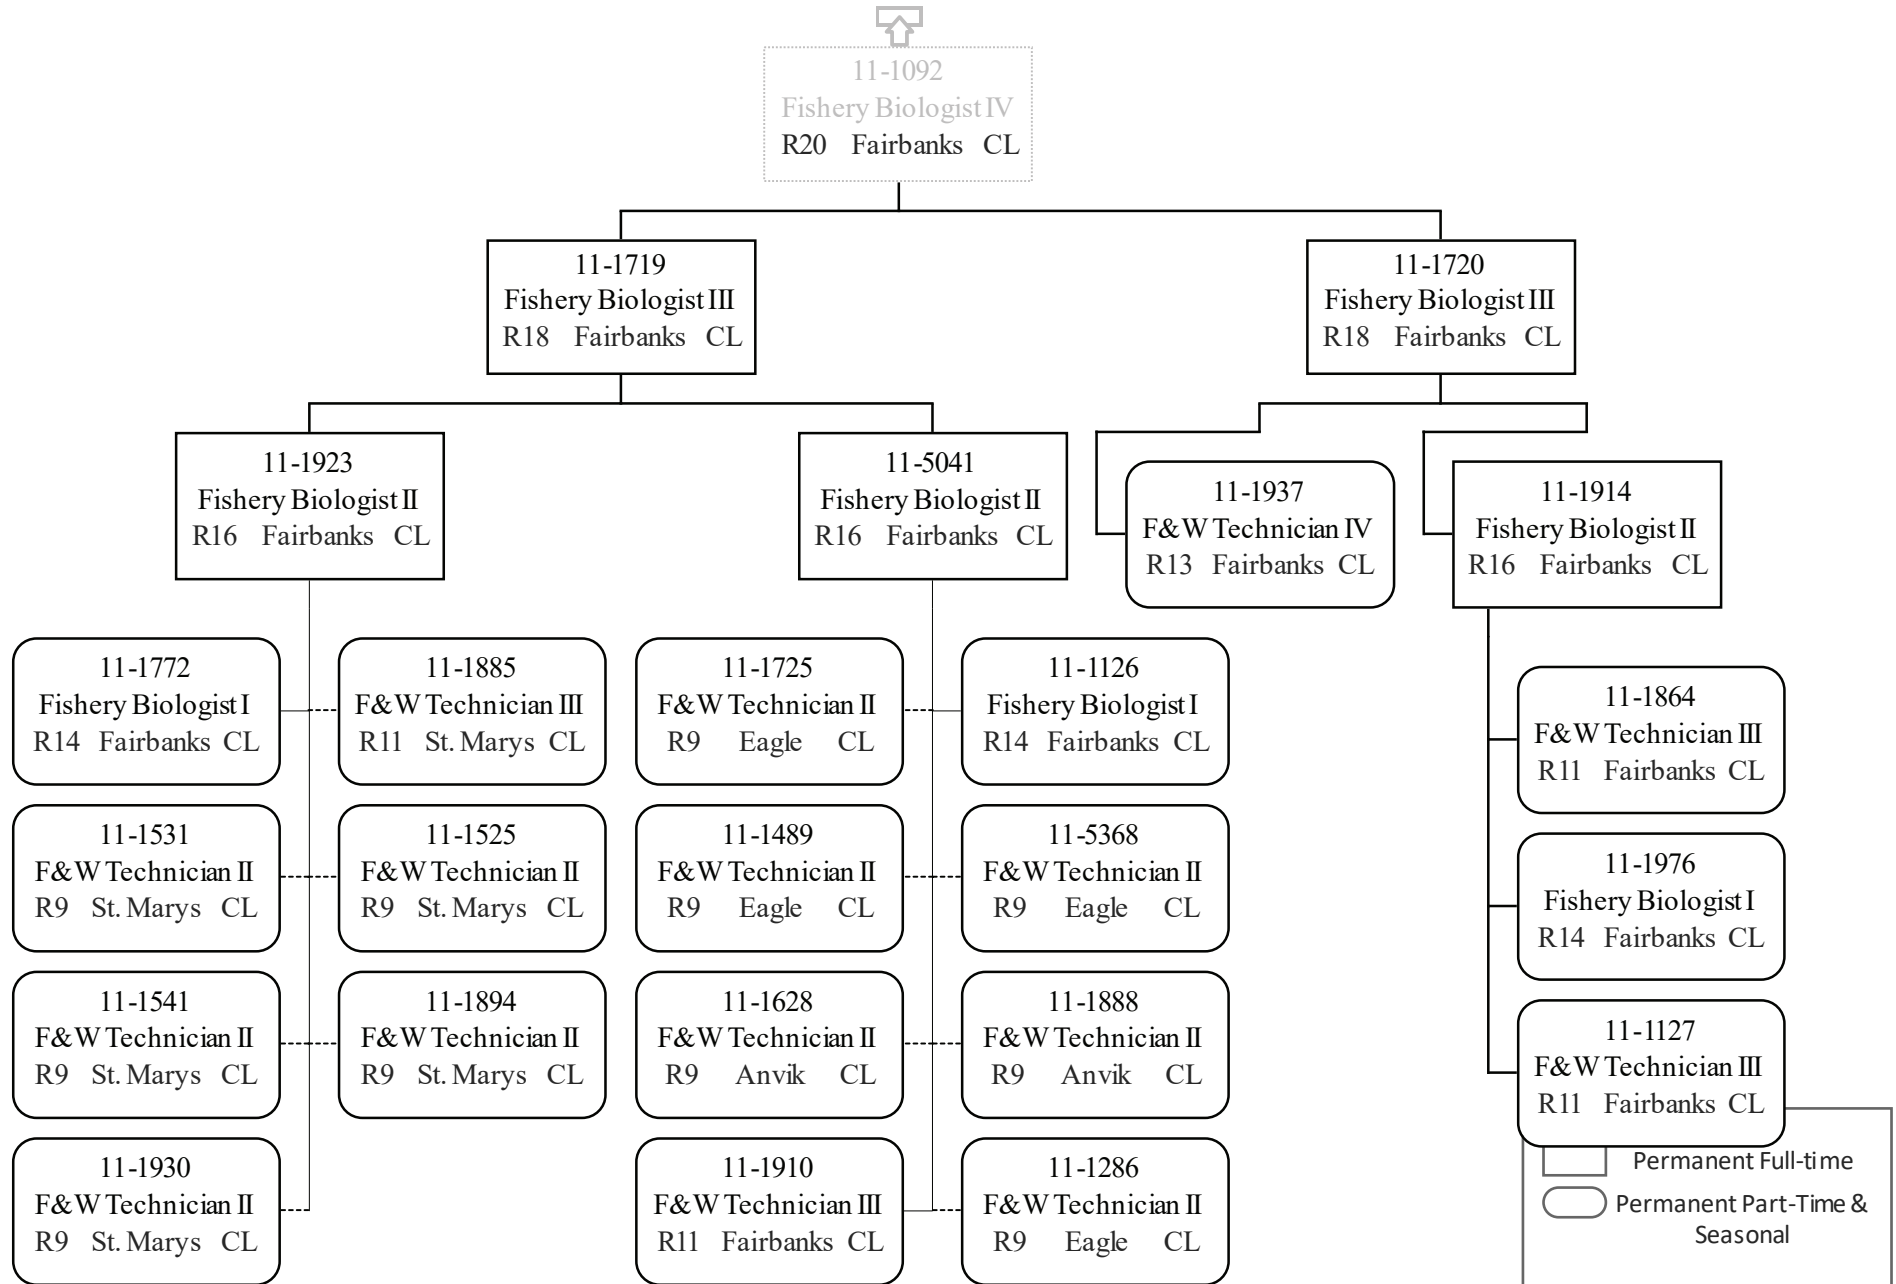 11-1092
Fishery Biologist IV
R20 Fairbanks CL
11-1719
Fishery Biologist III
R18 Fairbanks CL
11-1720
Fishery Biologist III
R18 Fairbanks CL
11-1923
Fishery Biologist II
R16 Fairbanks CL
11-5041
Fishery Biologist II
R16 Fairbanks CL
11-1937
F&W Technician IV
R13 Fairbanks CL
11-1914
Fishery Biologist II
R16 Fairbanks CL
11-1772
Fishery Biologist I
R14 Fairbanks CL
11-1885
F&W Technician III
R11 St. Marys CL
11-1725
F&W Technician II
R9 Eagle CL
11-1126
Fishery Biologist I
R14 Fairbanks CL
11-1864
F&W Technician III
R11 Fairbanks CL
11-1531
F&W Technician II
R9 St. Marys CL
11-1525
F&W Technician II
R9 St. Marys CL
11-1489
F&W Technician II
R9 Eagle CL
11-5368
F&W Technician II
R9 Eagle CL
11-1976
Fishery Biologist I
R14 Fairbanks CL
11-1541
F&W Technician II
R9 St. Marys CL
11-1894
F&W Technician II
R9 St. Marys CL
11-1628
F&W Technician II
R9 Anvik CL
11-1888
F&W Technician II
R9 Anvik CL
11-1127
F&W Technician III
R11 Fairbanks CL
11-1930
F&W Technician II
R9 St. Marys CL
11-1910
F&W Technician III
R11 Fairbanks CL
11-1286
F&W Technician II
R9 Eagle CL
Permanent Full-time
Permanent Part-Time &
Seasonal